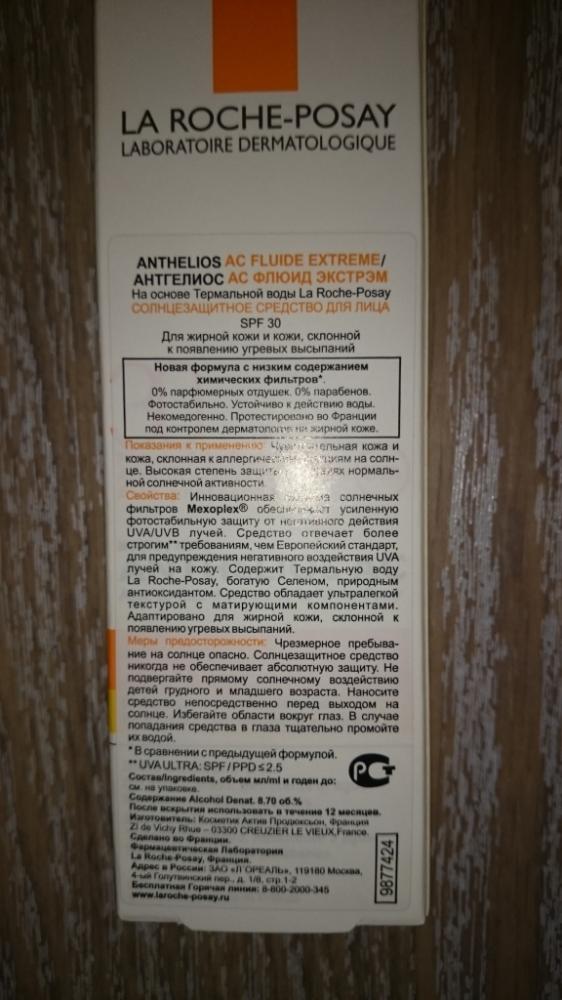 LA ROCHE-POSAY
LABORATOIRE DERMATOLOGIQUE
ANTHELIOS AC FLUIDE EXTREME/
АНТГЕЛИОС АС ФЛЮИД ЭКСТРЭМ
На основе Термальной воды La Roche-Posay
СОЛНЦЕЗАЩИТНОЕ СРЕДСТВО ДЛЯ ЛИЦА
SPF 30
Для жирной кожи и кожи, склонной
к появлению угревых высыпаний
Новая формула с низким содержанием
химических фильтров*.
0% парфюмерных отдушек. 0% парабенов.
Фотостабильно. Устойчиво к действию воды.
Некомедогенно. Протестировано во Франции
под контролем дерматологов на жирной коже.
Показания к применению: кожа и
кожа, склонная к на солн-
це. Высокая степень нормаль-
ной солнечной активности.
Свойства: Инновационная солнечных
фильтров Mexoplex® усиленную
фотостабильную защиту от негативного действия
UVA/UVB лучей. Средство отвечает более
строгим** требованиям, чем Европейский стандарт,
для предупреждения негативного воздействия UVA
лучей на кожу. Содержит Термальную воду
La Roche-Posay, богатую Селеном, природным
антиоксидантом. Средство обладает ультралегкой
текстурой с матирующими компонентами.
Адаптировано для жирной кожи, склонной к
появлению угревых высыпаний.
Меры предосторожности: Чрезмерное пребыва-
ние на солнце опасно. Солнцезащитное средство
никогда не обеспечивает абсолютную защиту. Не
подвергайте прямому солнечному воздействию
детей грудного и младшего возраста. Наносите
средство непосредственно перед выходом на
солнце. Избегайте области вокруг глаз. В случае
попадания средства в глаза тщательно промойте
их водой.
* В сравнении с предыдущей формулой.
** UVA ULTRA: SPF/PPD ≤ 2.5
Состав/Ingredients, объем мл/ml и годен до:
см. на упаковке.
Содержание Alcohol Denat. 8.70 об.%
После вскрытия использовать в течение 12 месяцев.
Изготовитель: Косметик Актив Продюксьон, Франция
Zi de Vichy Rhue – 03300 CREUZIER LE VIEUX, France.
Сделано во Франции.
Фармацевтическая Лаборатория
La Roche-Posay, Франция.
Адрес в России: ЗАО «Л'ОРЕАЛЬ», 119180 Москва,
4-ый Голутвинский пер., д. 1/8, стр.1-2
Бесплатная Горячая линия: 8-800-2000-345
www.laroche-posay.ru
9877424